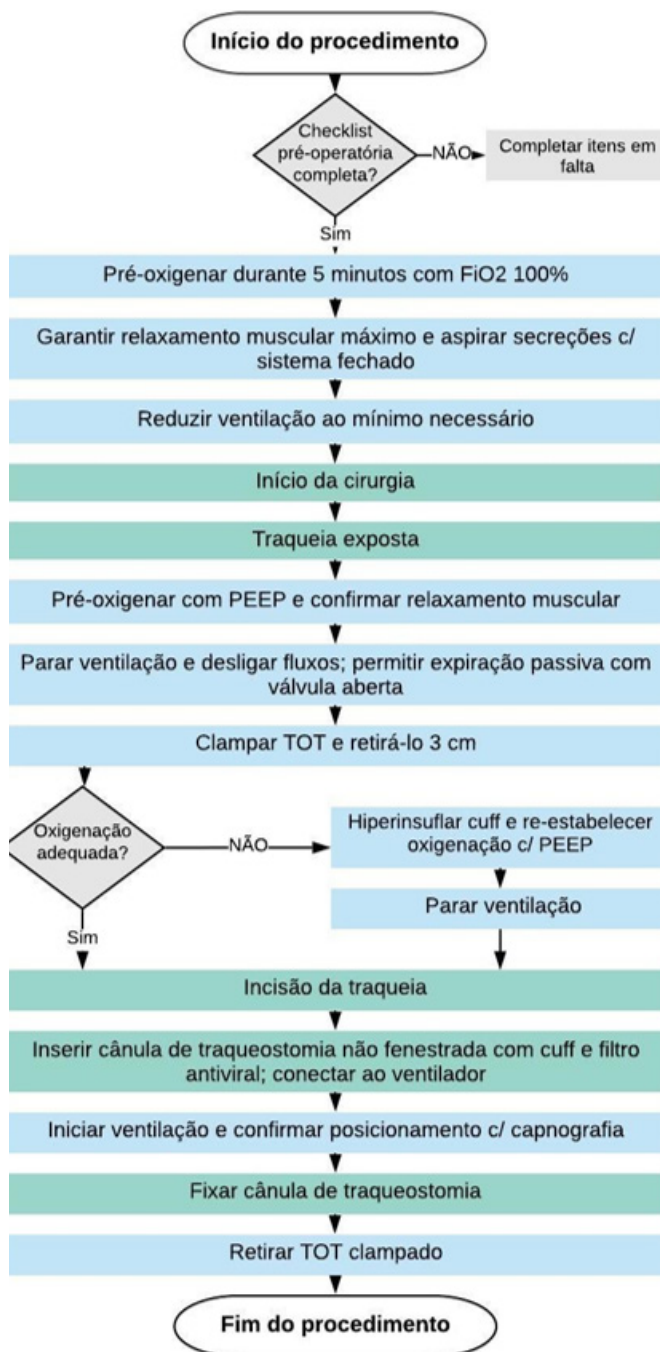 Início do procedimento
Checklist
pré-operatória
completa?
NÃO
Completar itens em
falta
Sim
Pré-oxigenar durante 5 minutos com FiO2 100%
Garantir relaxamento muscular máximo e aspirar secreções c/
sistema fechado
Reduzir ventilação ao mínimo necessário
Início da cirurgia
Traqueia exposta
Pré-oxigenar com PEEP e confirmar relaxamento muscular
Parar ventilação e desligar fluxos; permitir expiração passiva com
válvula aberta
Clampar TOT e retirá-lo 3 cm
Oxigenação
adequada?
NÃO
Hiperinsuflar cuff e re-estabelecer
oxigenação c/ PEEP
Parar ventilação
Sim
Incisão da traqueia
Inserir cânula de traqueostomia não fenestrada com cuff e filtro
antiviral; conectar ao ventilador
Iniciar ventilação e confirmar posicionamento c/ capnografia
Fixar cânula de traqueostomia
Retirar TOT clampado
Fim do procedimento